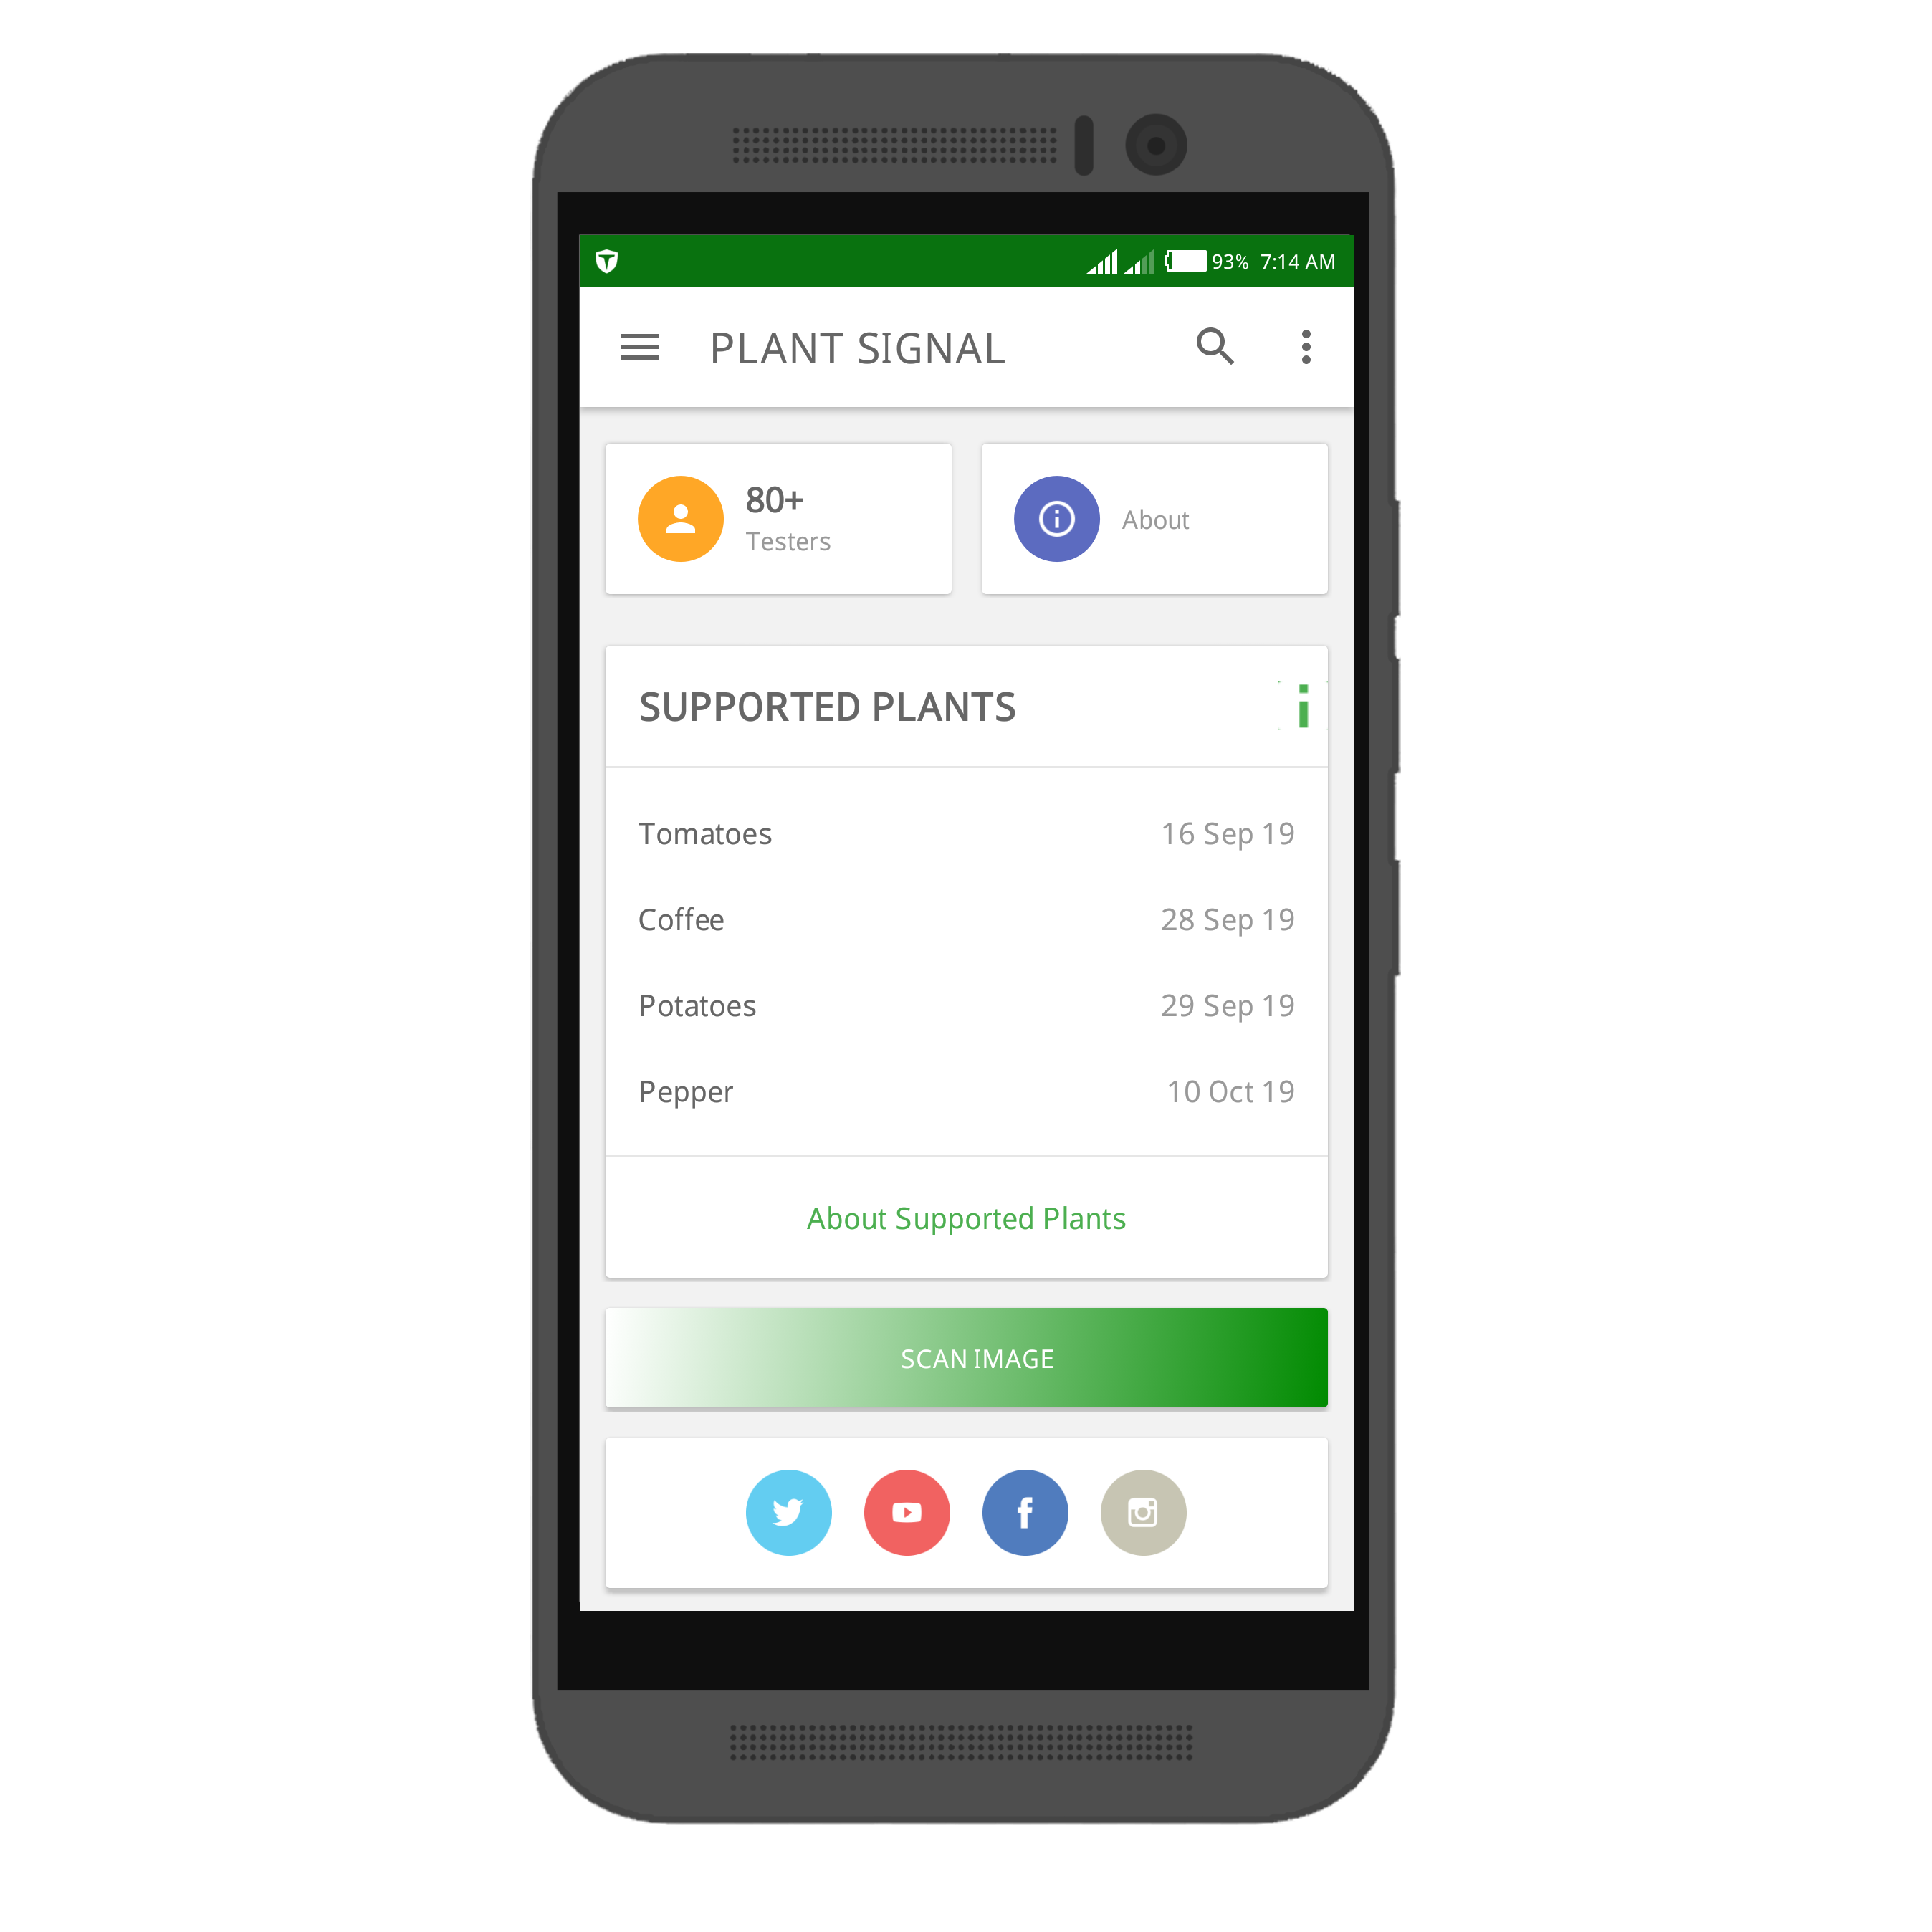 93% 7:14 AM
PLANT SIGNAL
80+
Testers
About
SUPPORTED PLANTS
Tomatoes 16 Sep 19
Coffee 28 Sep 19
Potatoes 29 Sep 19
Pepper 10 Oct 19
About Supported Plants
SCAN IMAGE